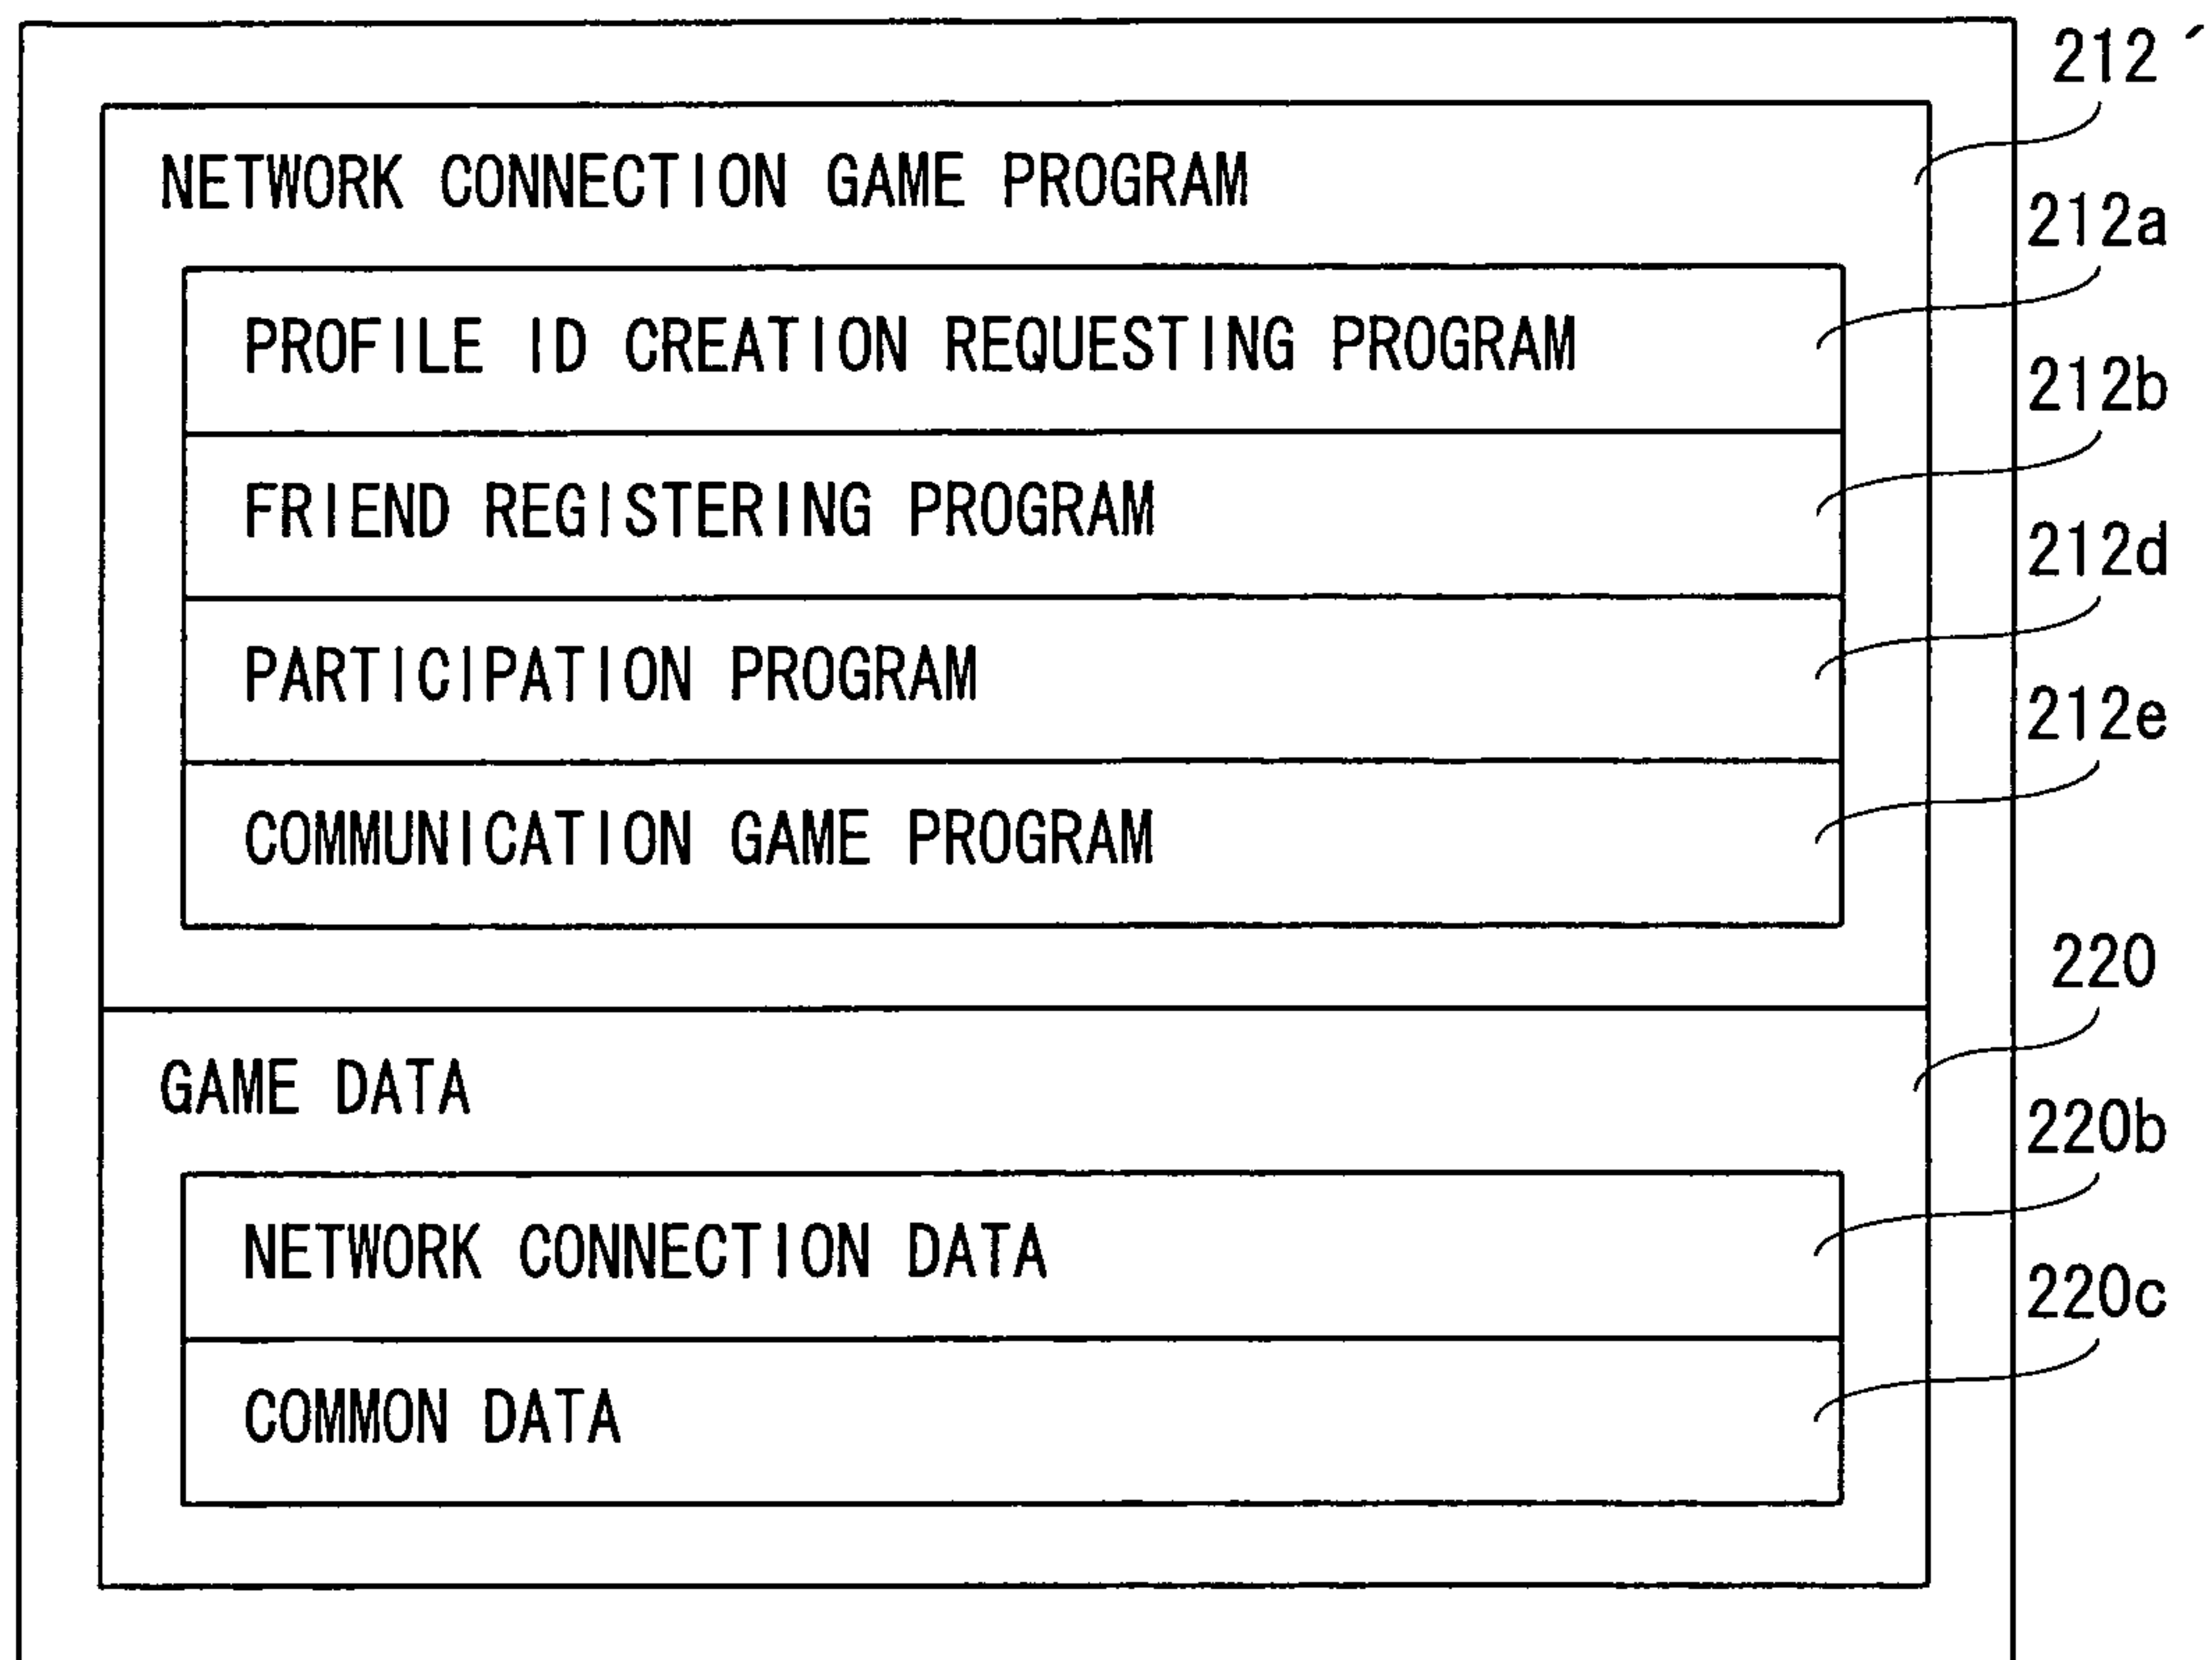 212´
NETWORK CONNECTION GAME PROGRAM
212a
PROFILE ID CREATION REQUESTING PROGRAM
212b
FRIEND REGISTERING PROGRAM
212d
PARTICIPATION PROGRAM
212e
COMMUNICATION GAME PROGRAM
220
GAME DATA
220b
NETWORK CONNECTION DATA
220c
COMMON DATA